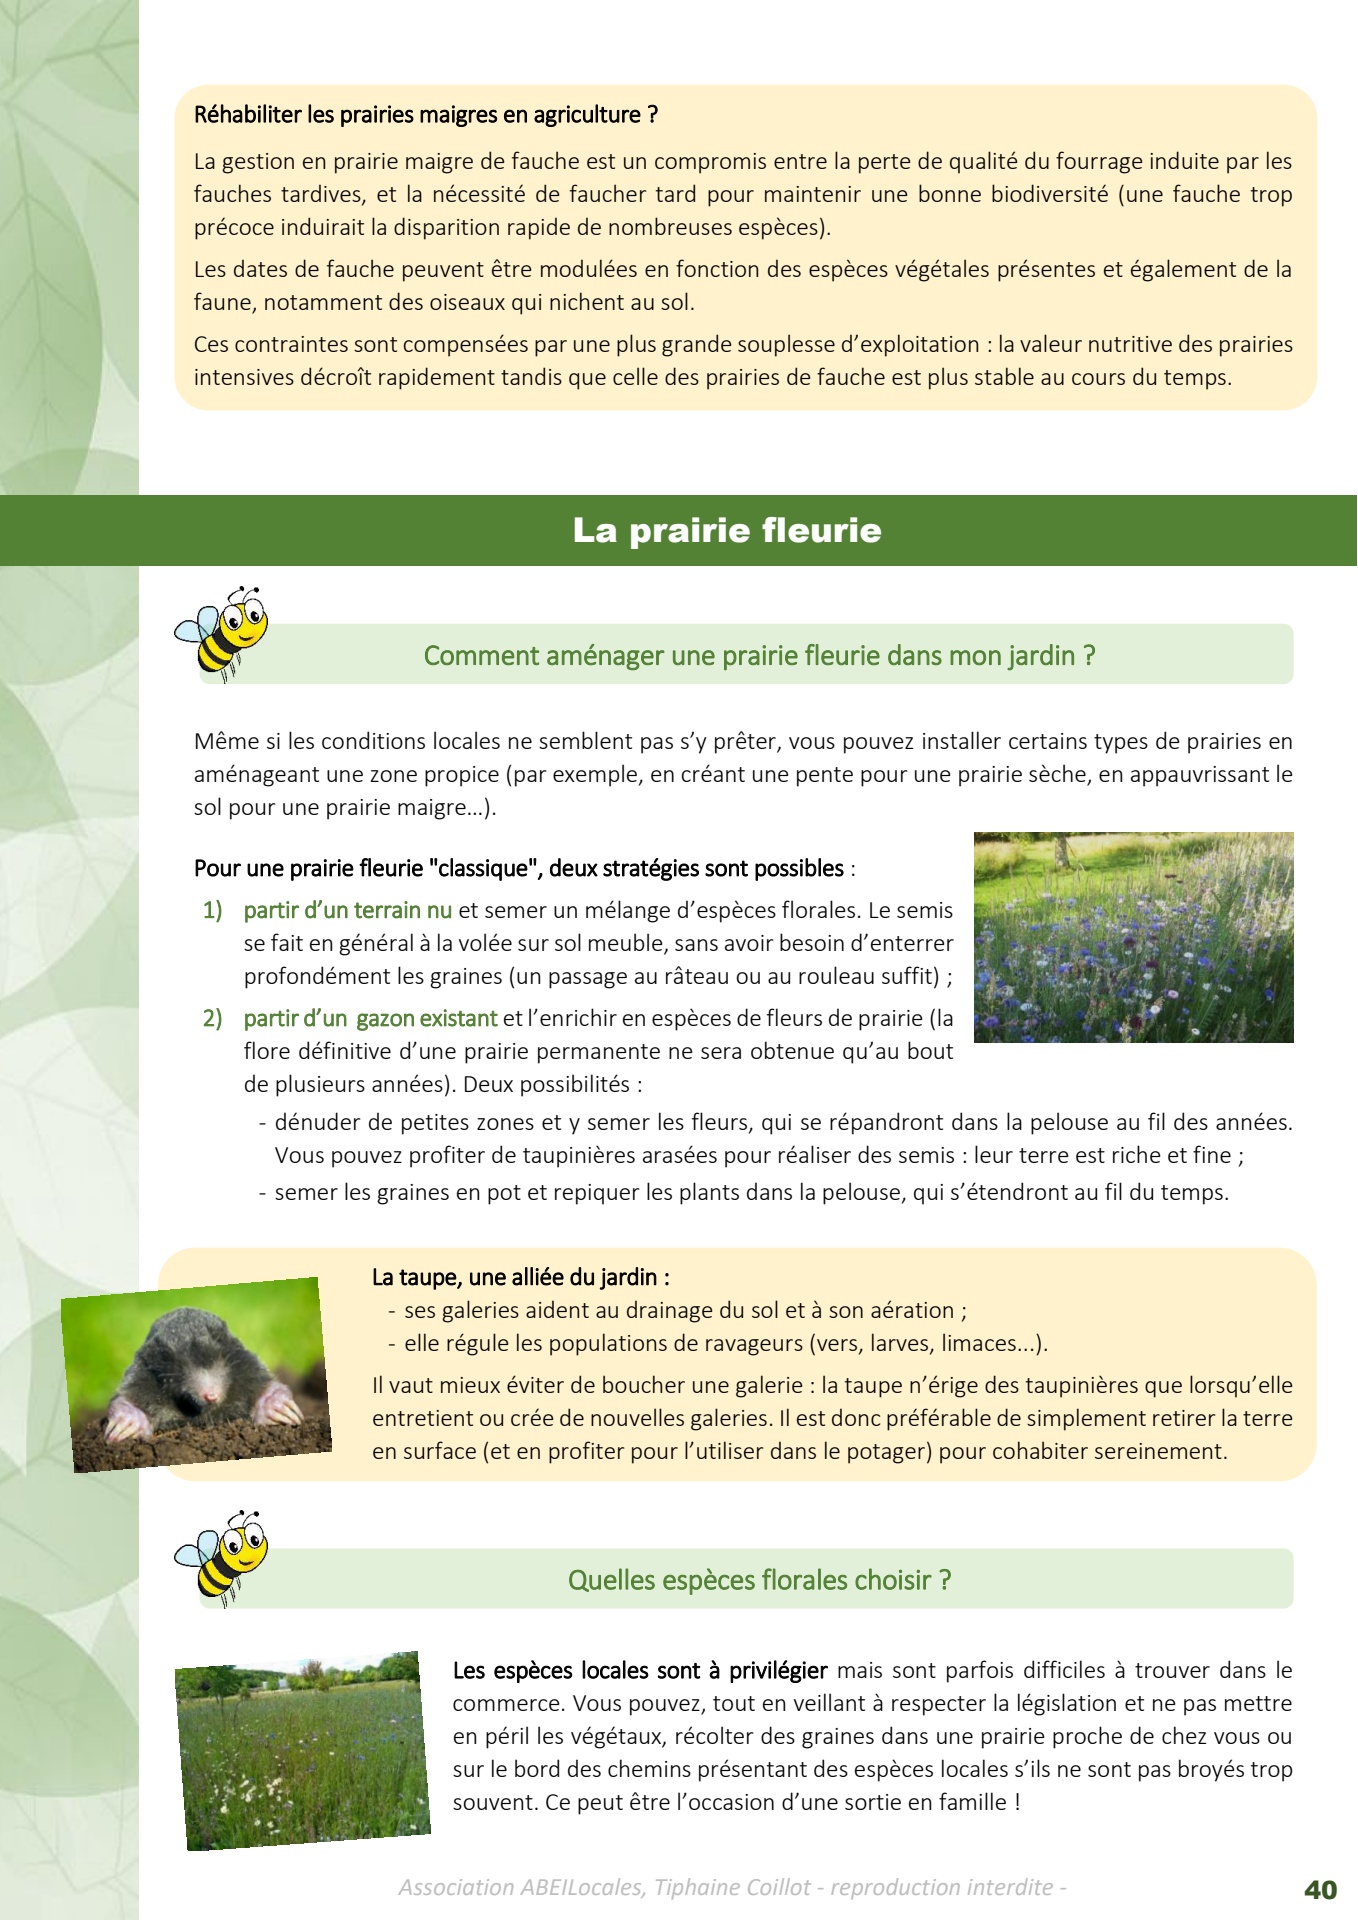 Réhabiliter les prairies maigres en agriculture ?
La gestion en prairie maigre de fauche est un compromis entre la perte de qualité du fourrage induite par les
fauches tardives, et la nécessité de faucher tard pour maintenir une bonne biodiversité (une fauche trop
précoce induirait la disparition rapide de nombreuses espèces).
Les dates de fauche peuvent être modulées en fonction des espèces végétales présentes et également de la
faune, notamment des oiseaux qui nichent au sol.
Ces contraintes sont compensées par une plus grande souplesse d’exploitation : la valeur nutritive des prairies
intensives décroît rapidement tandis que celle des prairies de fauche est plus stable au cours du temps.
La prairie fleurie
Comment aménager une prairie fleurie dans mon jardin ?
Même si les conditions locales ne semblent pas s’y prêter, vous pouvez installer certains types de prairies en
aménageant une zone propice (par exemple, en créant une pente pour une prairie sèche, en appauvrissant le
sol pour une prairie maigre…).
Pour une prairie fleurie "classique", deux stratégies sont possibles :
1) partir d’un terrain nu et semer un mélange d’espèces florales. Le semis
se fait en général à la volée sur sol meuble, sans avoir besoin d’enterrer
profondément les graines (un passage au râteau ou au rouleau suffit) ;
2) partir d’un gazon existant et l’enrichir en espèces de fleurs de prairie (la
flore définitive d’une prairie permanente ne sera obtenue qu’au bout
de plusieurs années). Deux possibilités :
- dénuder de petites zones et y semer les fleurs, qui se répandront dans la pelouse au fil des années.
Vous pouvez profiter de taupinières arasées pour réaliser des semis : leur terre est riche et fine ;
- semer les graines en pot et repiquer les plants dans la pelouse, qui s’étendront au fil du temps.
La taupe, une alliée du jardin :
- ses galeries aident au drainage du sol et à son aération ;
- elle régule les populations de ravageurs (vers, larves, limaces...).
Il vaut mieux éviter de boucher une galerie : la taupe n’érige des taupinières que lorsqu’elle
entretient ou crée de nouvelles galeries. Il est donc préférable de simplement retirer la terre
en surface (et en profiter pour l’utiliser dans le potager) pour cohabiter sereinement.
Quelles espèces florales choisir ?
Les espèces locales sont à privilégier mais sont parfois difficiles à trouver dans le
commerce. Vous pouvez, tout en veillant à respecter la législation et ne pas mettre
en péril les végétaux, récolter des graines dans une prairie proche de chez vous ou
sur le bord des chemins présentant des espèces locales s’ils ne sont pas broyés trop
souvent. Ce peut être l’occasion d’une sortie en famille !
Association ABEILocales, Tiphaine Coillot - reproduction interdite -
40